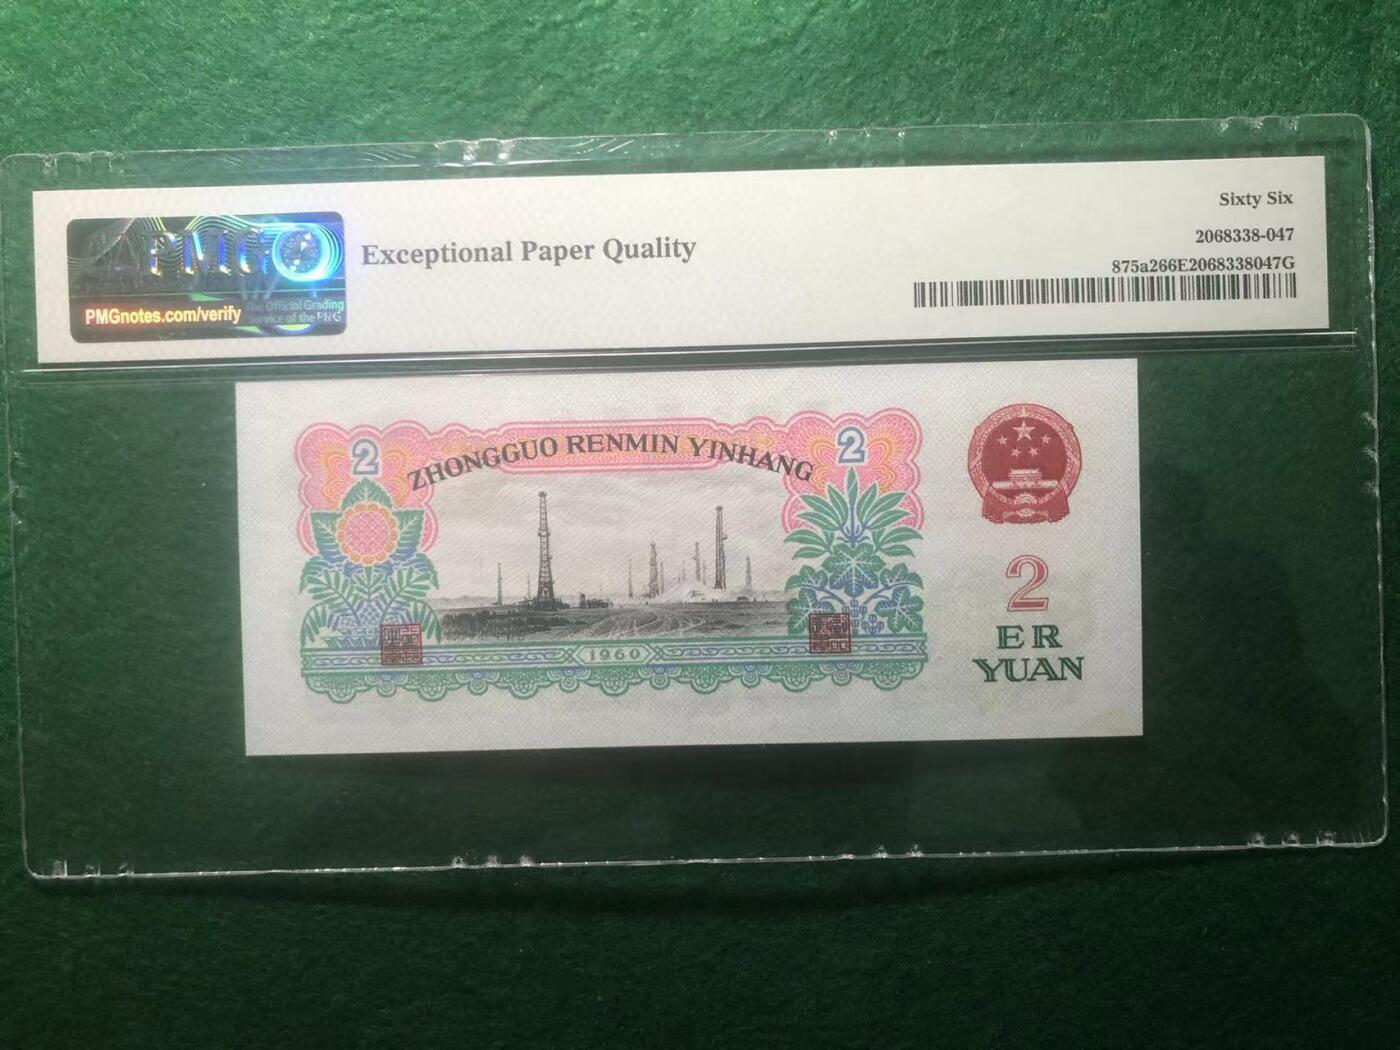 Sixty Six
2068338-047
875a266E2068338047G
PMG
Exceptional Paper Quality
PMGnotes.com/verify
The Official Grading
Service of the PNG
2
ZHONGGUO RENMIN YINHANG
2
1960
2
ER
YUAN